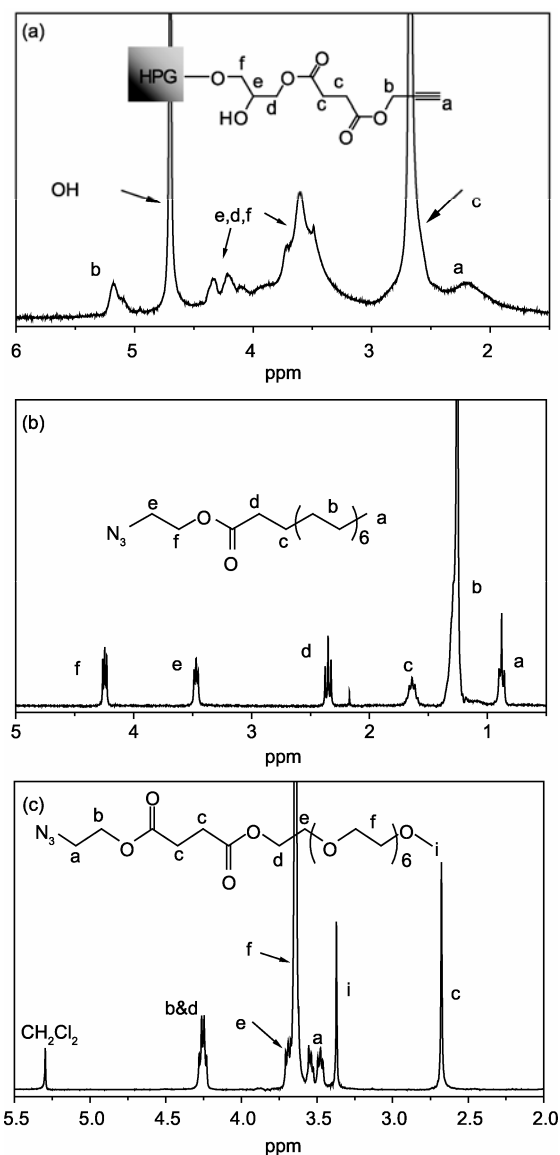 (a)
HPG O f e O O c b
HO d O c O O a
OH
e,d,f
c
b
a
6 5 4 3 2
ppm
(b)
e O d b a
N3 f O c 6
f e d c b a
5 4 3 2 1
ppm
(c)
b O c e f
N3 a O c O O d O O 6 i
f
b&d
e
a
i
c
CH2Cl2
5.5 5.0 4.5 4.0 3.5 3.0 2.5 2.0
ppm